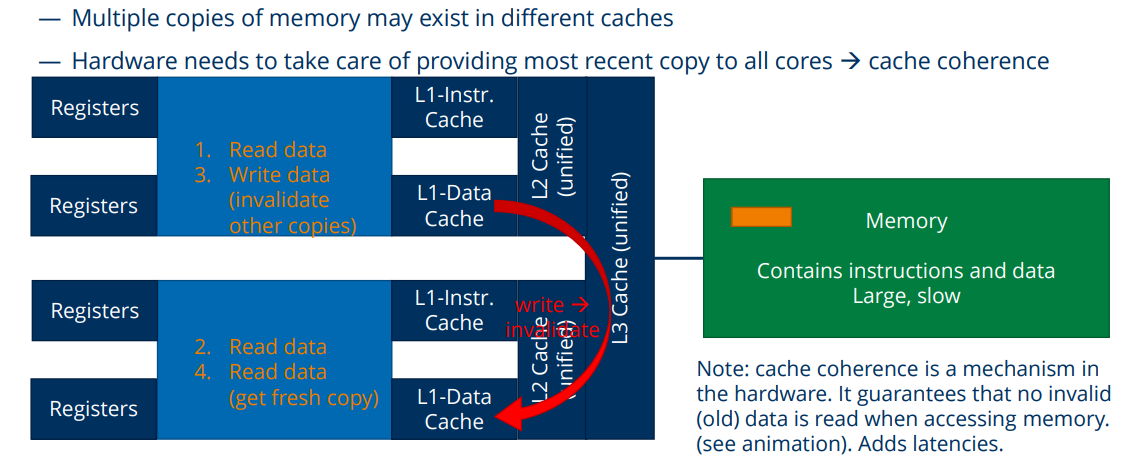 — Multiple copies of memory may exist in different caches
— Hardware needs to take care of providing most recent copy to all cores → cache coherence
Registers
L1-Instr.
Cache
1. Read data
3. Write data
(invalidate
other copies)
Registers
L1-Data
Cache
L2 Cache
(unified)
L3 Cache (unified)
Memory
Contains instructions and data
Large, slow
Registers
L1-Instr.
Cache
write →
invalidate
2. Read data
4. Read data
(get fresh copy)
Registers
L1-Data
Cache
L2 Cache
(unified)
Note: cache coherence is a mechanism in
the hardware. It guarantees that no invalid
(old) data is read when accessing memory.
(see animation). Adds latencies.